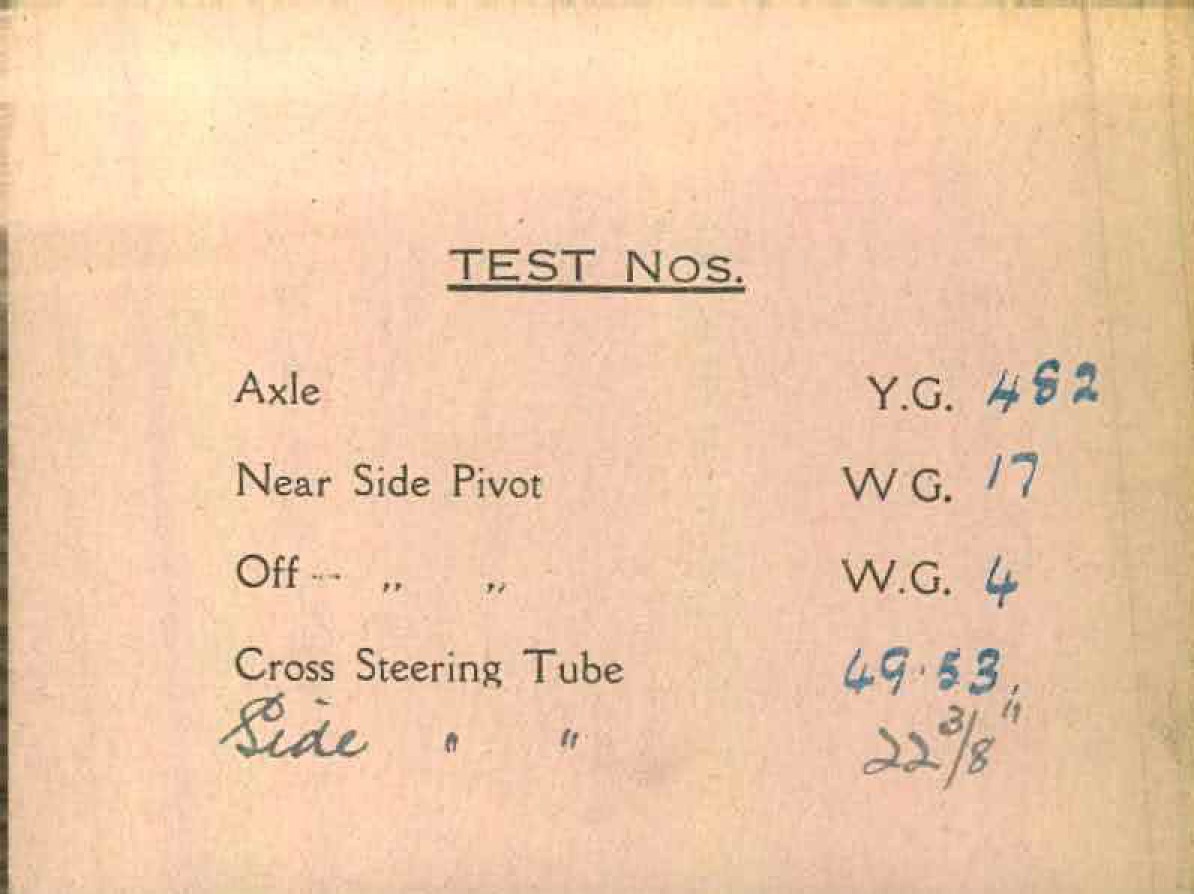 TEST Nos.
Axle Y.G. 482
Near Side Pivot W G. 17
Off -- „ „ W.G. 4
Cross Steering Tube 49.53,
Side " " 22 3/8"